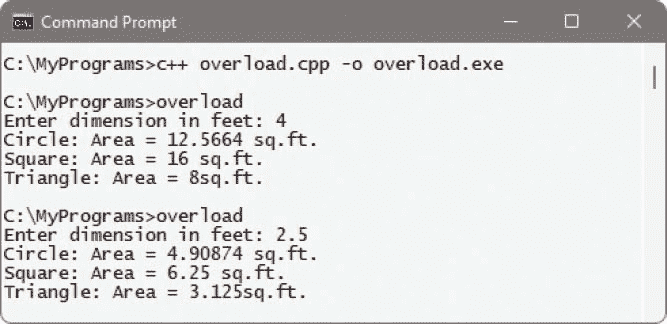 Command Prompt
C:\MyPrograms>c++ overload.cpp -o overload.exe
C:\MyPrograms>overload
Enter dimension in feet: 4
Circle: Area = 12.5664 sq.ft.
Square: Area = 16 sq.ft.
Triangle: Area = 8sq.ft.
C:\MyPrograms>overload
Enter dimension in feet: 2.5
Circle: Area = 4.90874 sq.ft.
Square: Area = 6.25 sq.ft.
Triangle: Area = 3.125sq.ft.